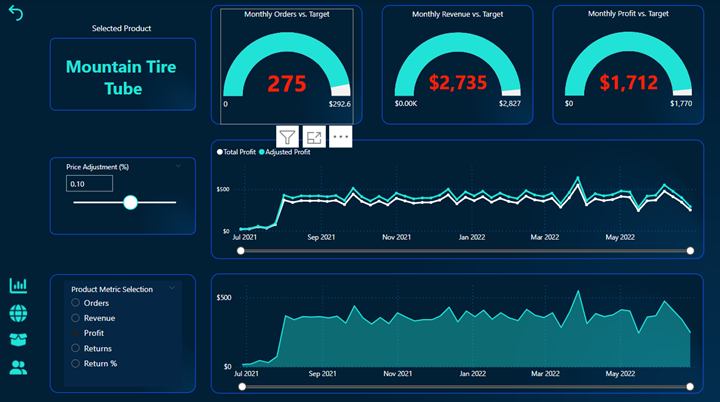 Selected Product
Mountain Tire
Tube
Monthly Orders vs. Target
275
0
$292.6
Monthly Revenue vs. Target
$2,735
$0.00K
$2,827
Monthly Profit vs. Target
$1,712
$0
$1,770
Price Adjustment (%)
0.10
Total Profit
Adjusted Profit
$500
$0
Jul 2021
Sep 2021
Nov 2021
Jan 2022
Mar 2022
May 2022
Product Metric Selection
Orders
Revenue
Profit
Returns
Return %
$500
$0
Jul 2021
Sep 2021
Nov 2021
Jan 2022
Mar 2022
May 2022